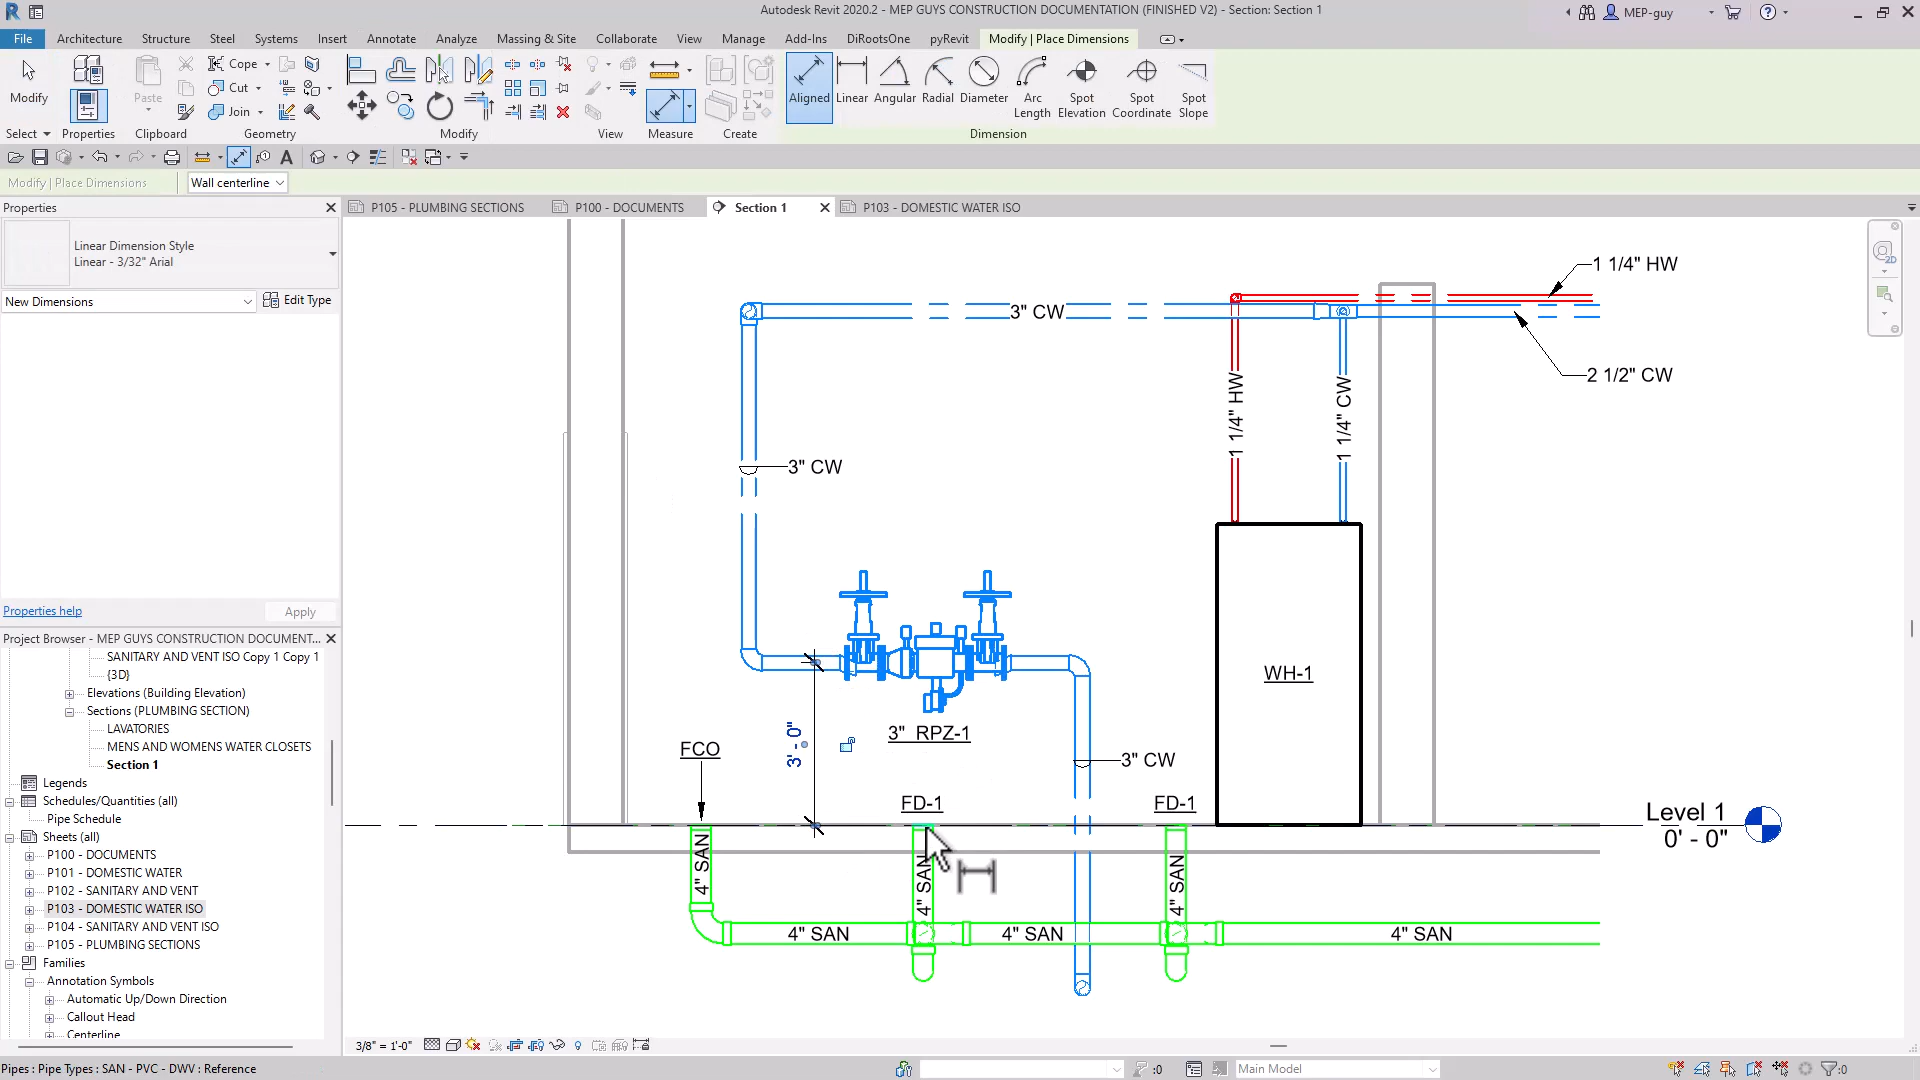 Autodesk Revit 2020.2 - MEP GUYS CONSTRUCTION DOCUMENTATION (FINISHED V2) - Section: Section 1
MEP-guy
File Architecture Structure Steel Systems Insert Annotate Analyze Massing & Site Collaborate View Manage Add-Ins DiRootsOne pyRevit Modify | Place Dimensions
Modify
Paste
Cope
Cut
Join
Aligned Linear Angular Radial Diameter Arc Length Spot Elevation Spot Coordinate Spot Slope
Select Properties Clipboard Geometry Modify View Measure Create Dimension
Modify | Place Dimensions Wall centerline
Properties
P105 - PLUMBING SECTIONS P100 - DOCUMENTS Section 1 P103 - DOMESTIC WATER ISO
Linear Dimension Style
Linear - 3/32" Arial
New Dimensions Edit Type
Properties help Apply
Project Browser - MEP GUYS CONSTRUCTION DOCUMENT...
SANITARY AND VENT ISO Copy 1 Copy 1
{3D}
Elevations (Building Elevation)
Sections (PLUMBING SECTION)
LAVATORIES
MENS AND WOMENS WATER CLOSETS
Section 1
Legends
Schedules/Quantities (all)
Pipe Schedule
Sheets (all)
P100 - DOCUMENTS
P101 - DOMESTIC WATER
P102 - SANITARY AND VENT
P103 - DOMESTIC WATER ISO
P104 - SANITARY AND VENT ISO
P105 - PLUMBING SECTIONS
Families
Annotation Symbols
Automatic Up/Down Direction
Callout Head
Centerline
2D
1 1/4" HW
3" CW
2 1/2" CW
1 1/4" HW
1 1/4" CW
3" CW
WH-1
3' - 0"
3" RPZ-1
FCO
3" CW
FD-1
FD-1
Level 1
0' - 0"
4" SAN
4" SAN
4" SAN
4" SAN
4" SAN
4" SAN
3/8" = 1'-0"
Pipes : Pipe Types : SAN - PVC - DWV : Reference
:0
Main Model
:0